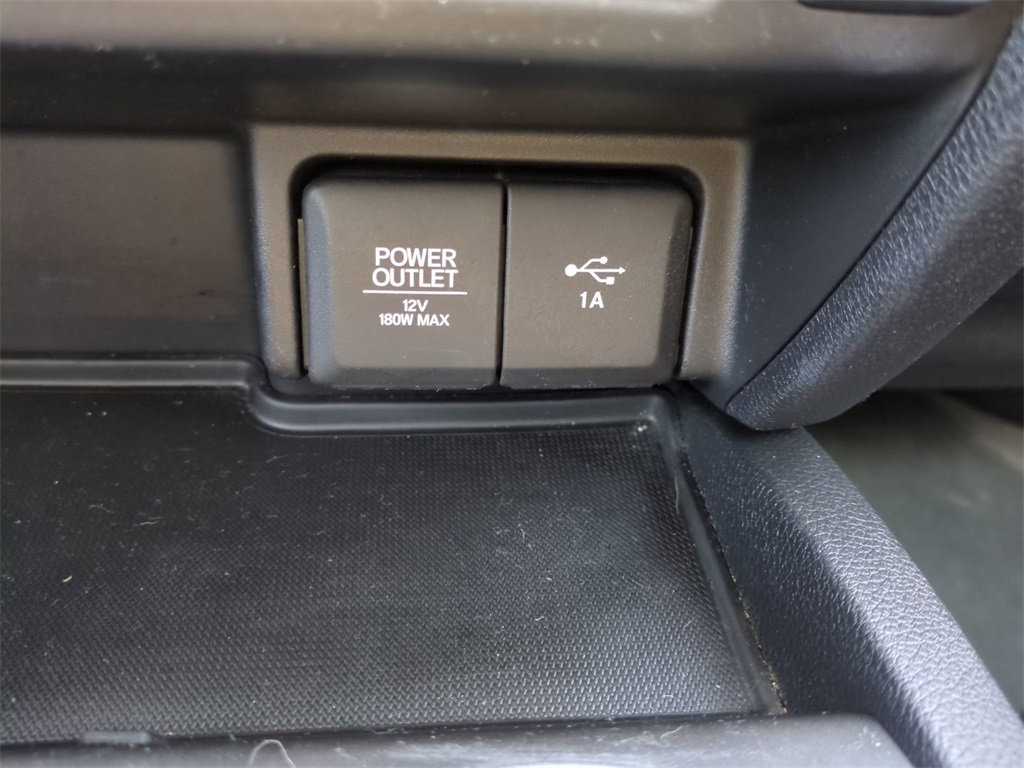 POWER
OUTLET
12V
180W MAX
1A